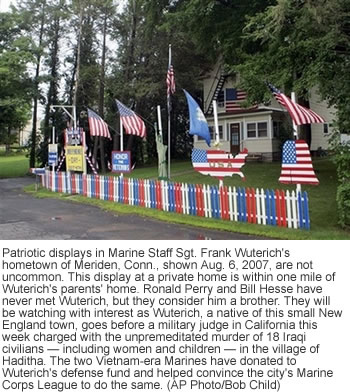 USA
HONOR
Patriotic displays in Marine Staff Sgt. Frank Wuterich's
hometown of Meriden, Conn., shown Aug. 6, 2007, are not
uncommon. This display at a private home is within one mile of
Wuterich's parents' home. Ronald Perry and Bill Hesse have
never met Wuterich, but they consider him a brother. They will
be watching with interest as Wuterich, a native of this small New
England town, goes before a military judge in California this
week charged with the unpremeditated murder of 18 Iraqi
civilians — including women and children — in the village of
Haditha. The two Vietnam-era Marines have donated to
Wuterich's defense fund and helped convince the city's Marine
Corps League to do the same. (AP Photo/Bob Child)